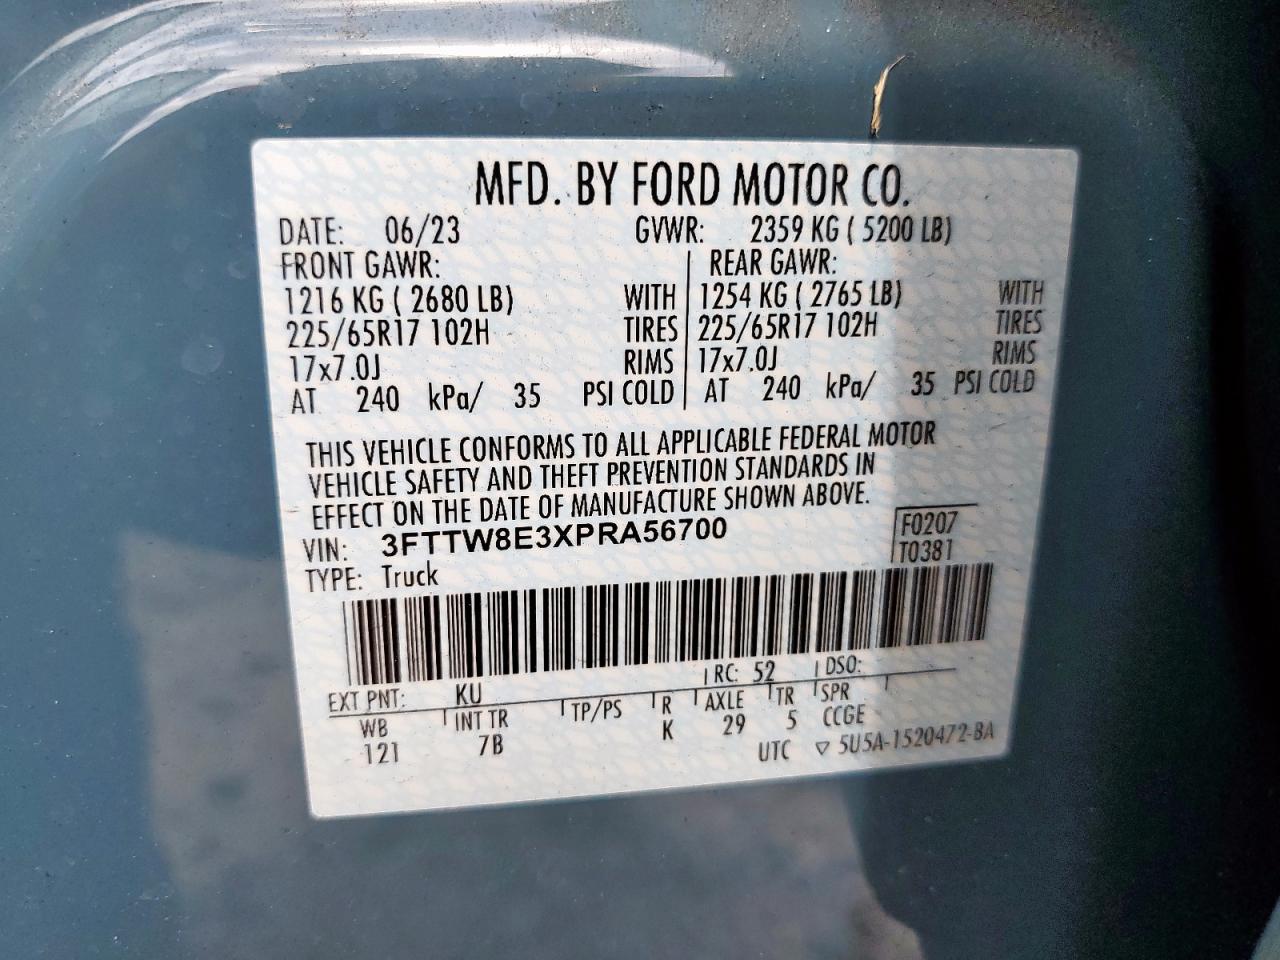 MFD. BY FORD MOTOR CO.
DATE: 06/23 GVWR: 2359 KG ( 5200 LB)
FRONT GAWR: REAR GAWR:
1216 KG ( 2680 LB) WITH 1254 KG ( 2765 LB) WITH
225/65R17 102H TIRES 225/65R17 102H TIRES
17x7.0J RIMS 17x7.0J RIMS
AT 240 kPa/ 35 PSI COLD AT 240 kPa/ 35 PSI COLD
THIS VEHICLE CONFORMS TO ALL APPLICABLE FEDERAL MOTOR
VEHICLE SAFETY AND THEFT PREVENTION STANDARDS IN
EFFECT ON THE DATE OF MANUFACTURE SHOWN ABOVE.
VIN: 3FTTW8E3XPRA56700 F0207
TYPE: Truck T0381
EXT PNT: KU RC: 52 DSO:
WB INT TR TP/PS R AXLE TR SPR
121 7B K 29 5 CCGE
UTC ▽ 5U5A-1520472-BA